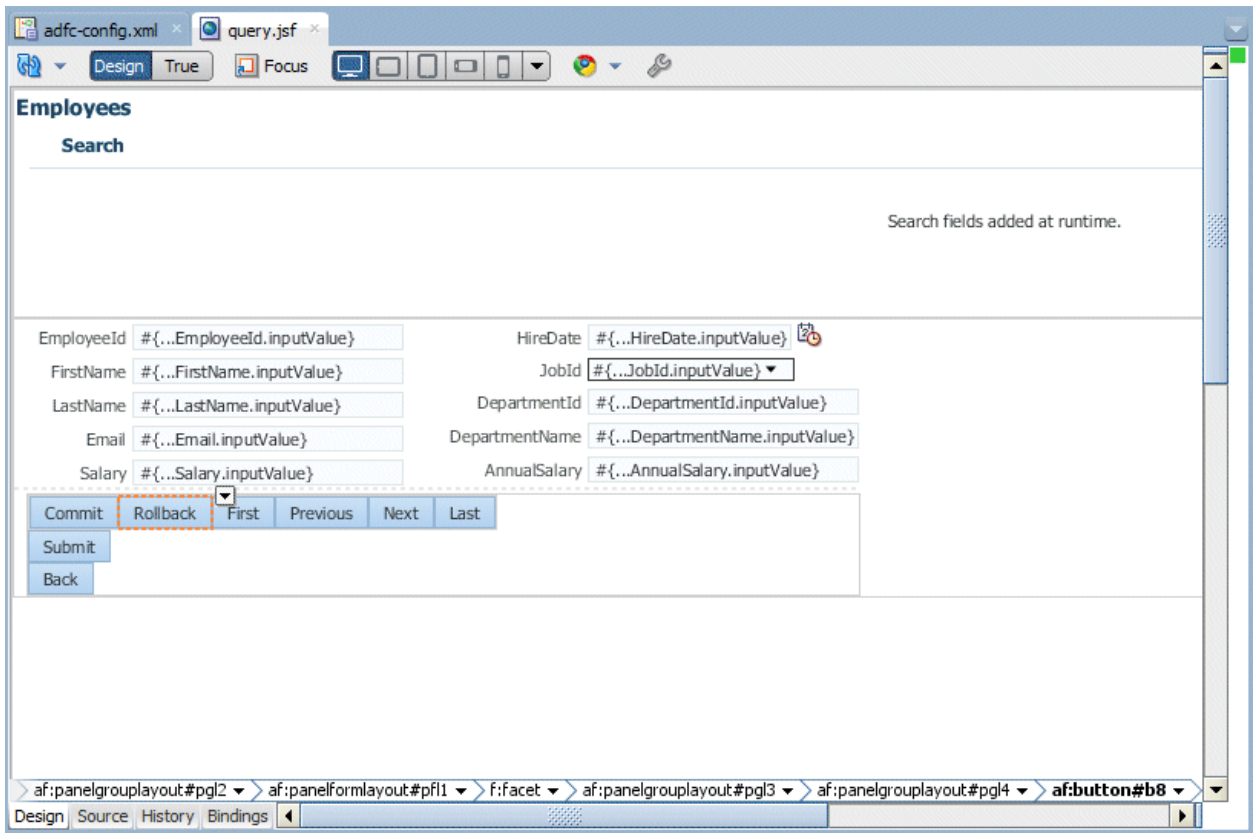 adfc-config.xml query.jsf
Design True Focus
Employees
Search
Search fields added at runtime.
EmployeeId #{...EmployeeId.inputValue} HireDate #{...HireDate.inputValue}
FirstName #{...FirstName.inputValue} JobId #{...JobId.inputValue}
LastName #{...LastName.inputValue} DepartmentId #{...DepartmentId.inputValue}
Email #{...Email.inputValue} DepartmentName #{...DepartmentName.inputValue}
Salary #{...Salary.inputValue} AnnualSalary #{...AnnualSalary.inputValue}
Commit Rollback First Previous Next Last
Submit
Back
af:panelgrouplayout#pgl2 af:panelformlayout#pfl1 f:facet af:panelgrouplayout#pgl3 af:panelgrouplayout#pgl4 af:button#b8
Design Source History Bindings